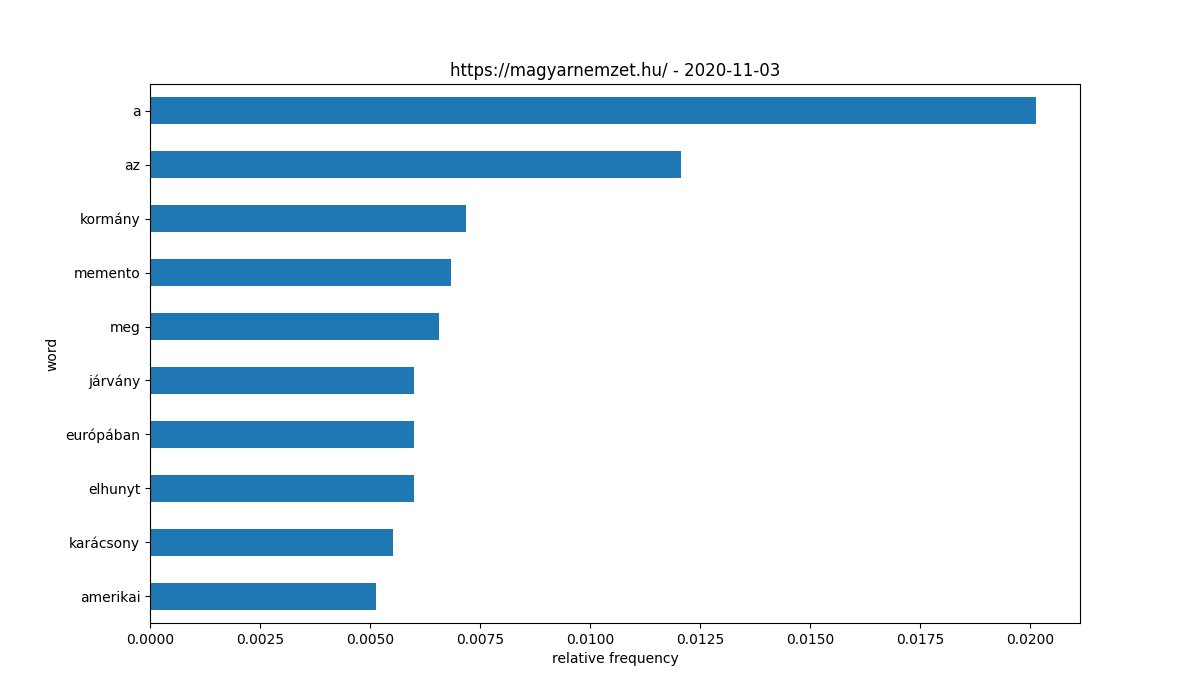 https://magyarnemzet.hu/ - 2020-11-03
word
a
az
kormány
memento
meg
járvány
európában
elhunyt
karácsony
amerikai
0.0000 0.0025 0.0050 0.0075 0.0100 0.0125 0.0150 0.0175 0.0200
relative frequency